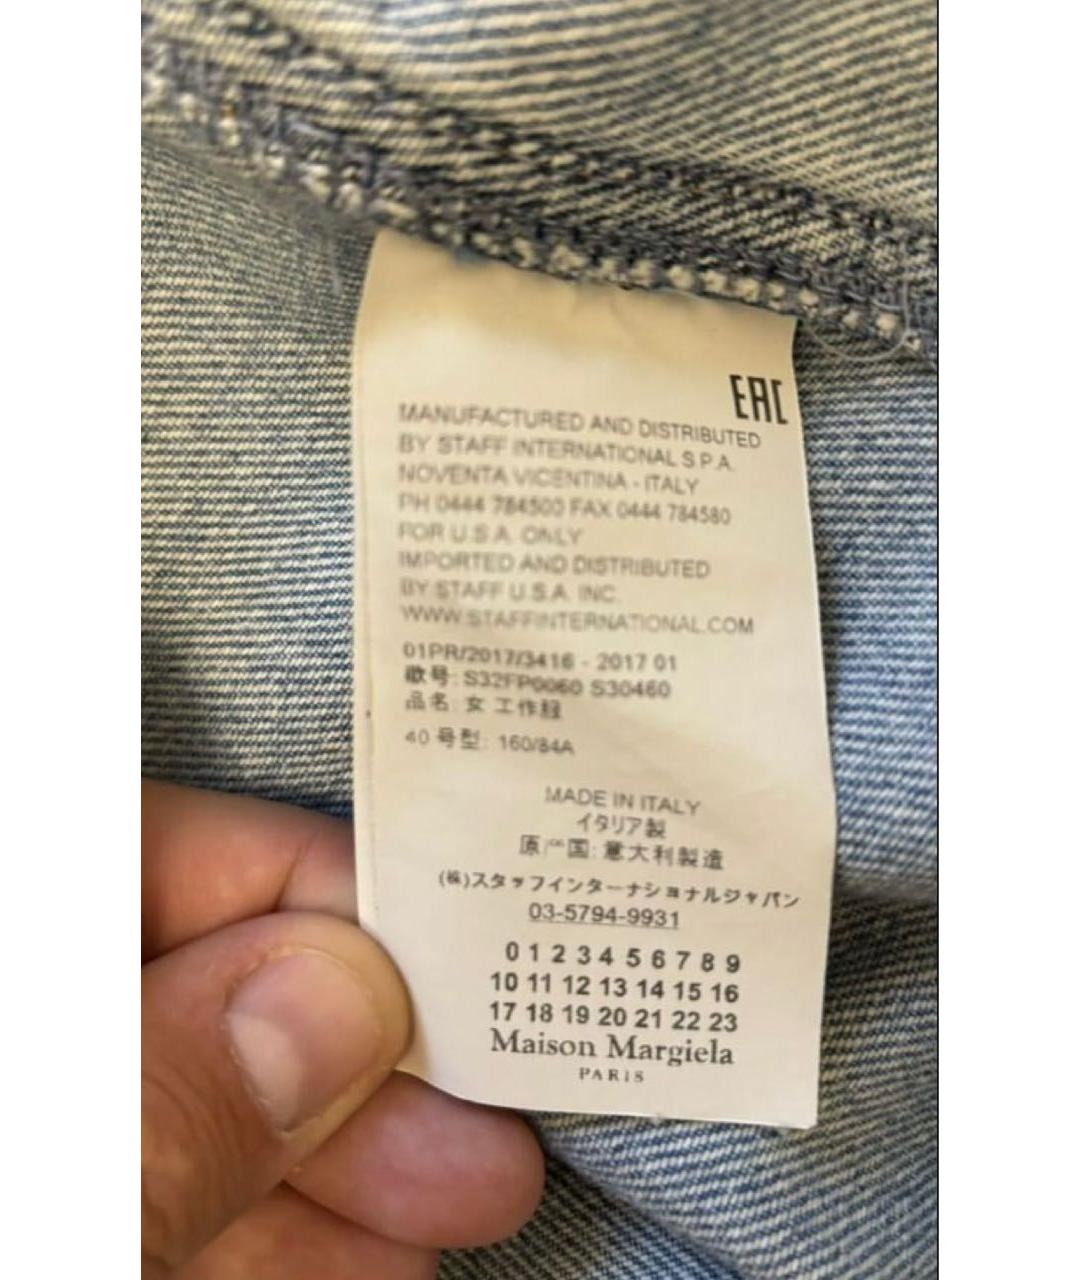 EAC
MANUFACTURED AND DISTRIBUTED
BY STAFF INTERNATIONAL S P.A.
NOVENTA VICENTINA - ITALY
PH 0444 784500 FAX 0444 784580
FOR U.S.A. ONLY
IMPORTED AND DISTRIBUTED
BY STAFF U.S.A. INC.
WWW.STAFFINTERNATIONAL.COM
01PR/2017/3416 - 2017 01
款号: S32FP0060 S30460
品名: 女 工作服
40 号型: 160/84A
MADE IN ITALY
イタリア製
原产国: 意大利製造
(株)スタッフインターナショナルジャパン
03-5794-9931
0 1 2 3 4 5 6 7 8 9
10 11 12 13 14 15 16
17 18 19 20 21 22 23
Maison Margiela
PARIS